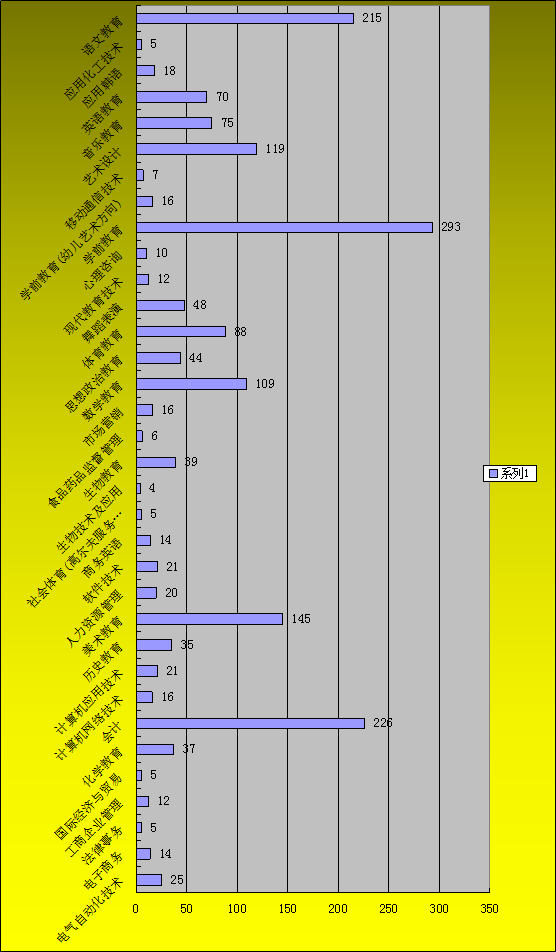 语文教育 215
应用化工技术 5
应用韩语 18
英语教育 70
音乐教育 75
艺术设计 119
移动通信技术 7
学前教育(幼儿艺术方向) 16
学前教育 293
心理咨询 10
现代教育技术 12
舞蹈表演 48
体育教育 88
思想政治教育 44
数学教育 109
市场营销 16
食品药品监督管理 6
生物教育 39
生物技术及应用 4
社会体育(高尔夫服务… 5
商务英语 14
软件技术 21
人力资源管理 20
美术教育 145
历史教育 35
计算机应用技术 21
计算机网络技术 16
会计 226
化学教育 37
国际经济与贸易 5
工商企业管理 12
法律事务 5
电子商务 14
电气自动化技术 25
0 50 100 150 200 250 300 350
系列1